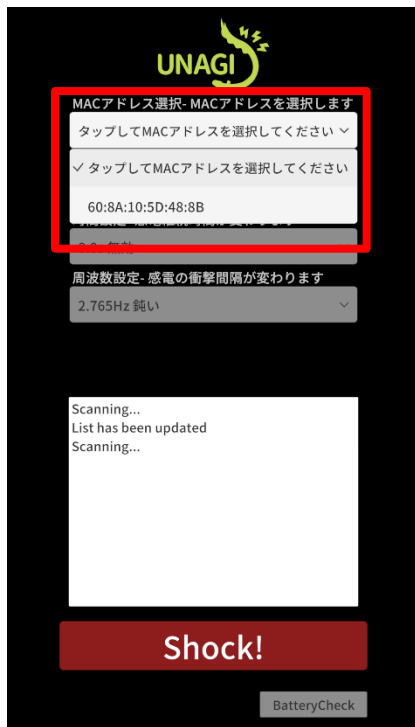 UNAGI
MACアドレス選択- MACアドレスを選択します
タップしてMACアドレスを選択してください
タップしてMACアドレスを選択してください
60:8A:10:5D:48:8B
無効
周波数設定- 感電の衝撃間隔が変わります
2.765Hz 鈍い
Scanning...
List has been updated
Scanning...
Shock!
BatteryCheck